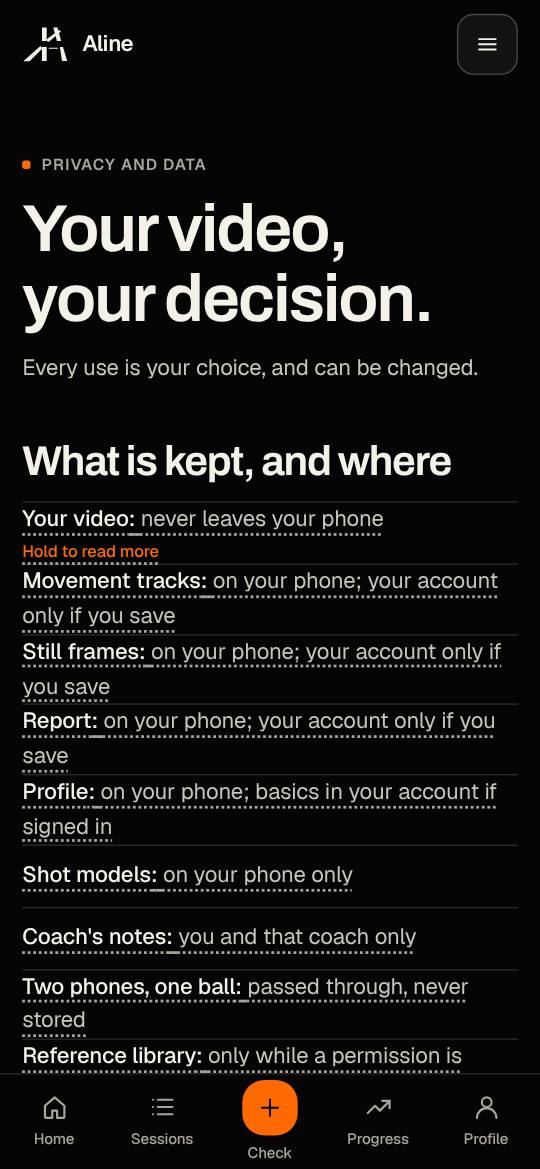 Aline
PRIVACY AND DATA
Your video,
your decision.
Every use is your choice, and can be changed.
What is kept, and where
Your video: never leaves your phone
Hold to read more
Movement tracks: on your phone; your account
only if you save
Still frames: on your phone; your account only if
you save
Report: on your phone; your account only if you
save
Profile: on your phone; basics in your account if
signed in
Shot models: on your phone only
Coach's notes: you and that coach only
Two phones, one ball: passed through, never
stored
Reference library: only while a permission is
Home
Sessions
Check
Progress
Profile